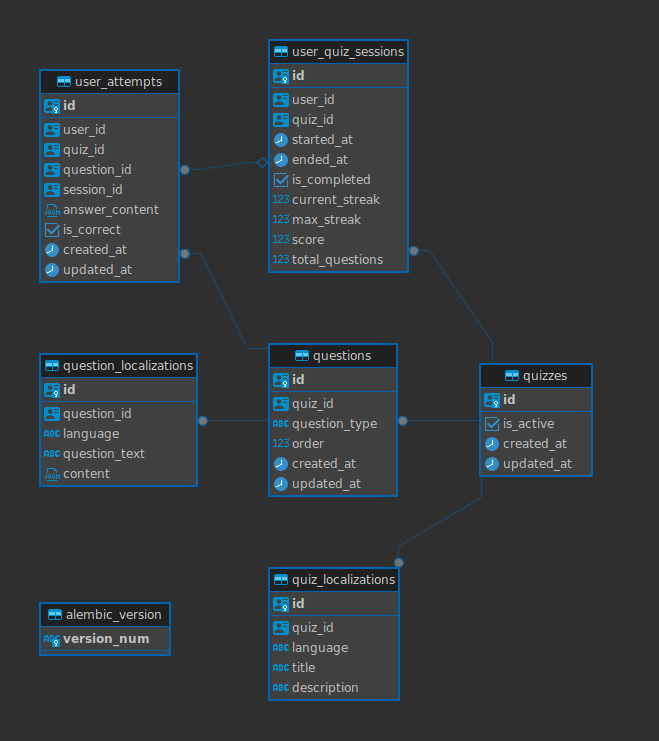 user_attempts
id
user_id
quiz_id
question_id
session_id
JSON answer_content
is_correct
created_at
updated_at
user_quiz_sessions
id
user_id
quiz_id
started_at
ended_at
is_completed
123 current_streak
123 max_streak
123 score
123 total_questions
question_localizations
id
question_id
ABC language
ABC question_text
JSON content
questions
id
quiz_id
ABC question_type
123 order
created_at
updated_at
quizzes
id
is_active
created_at
updated_at
quiz_localizations
id
quiz_id
ABC language
ABC title
ABC description
alembic_version
ABC version_num